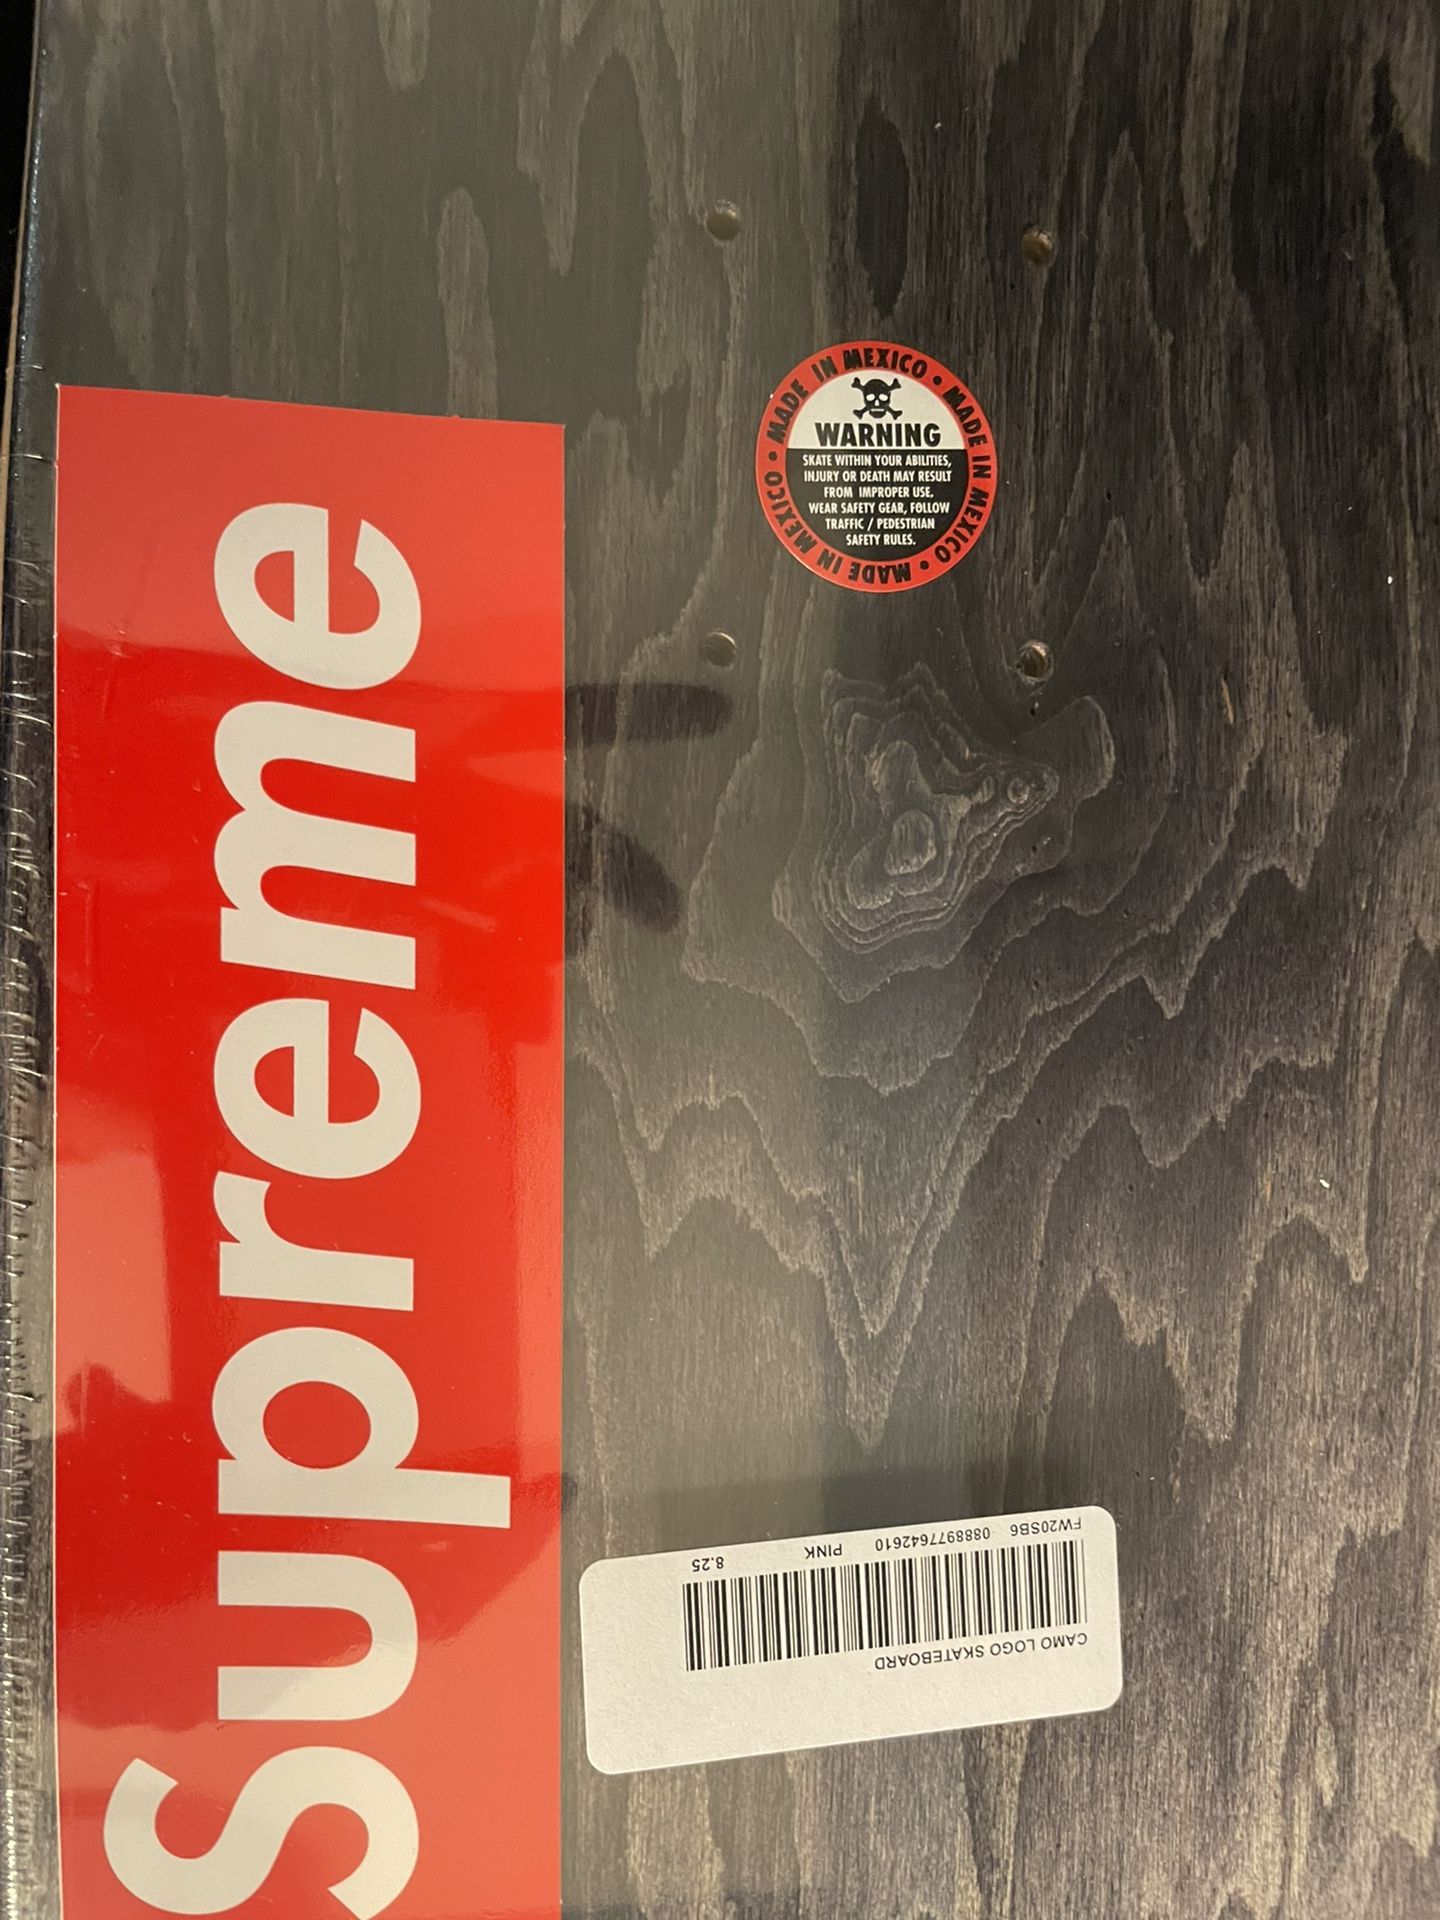 Supreme
MADE IN MEXICO • MADE IN MEXICO • MADE IN MEXICO •
WARNING
SKATE WITHIN YOUR ABILITIES,
INJURY OR DEATH MAY RESULT
FROM IMPROPER USE.
WEAR SAFETY GEAR, FOLLOW
TRAFFIC / PEDESTRIAN
SAFETY RULES.
CAMO LOGO SKATEBOARD
FW20SB6 0888977642610 PINK 8.25